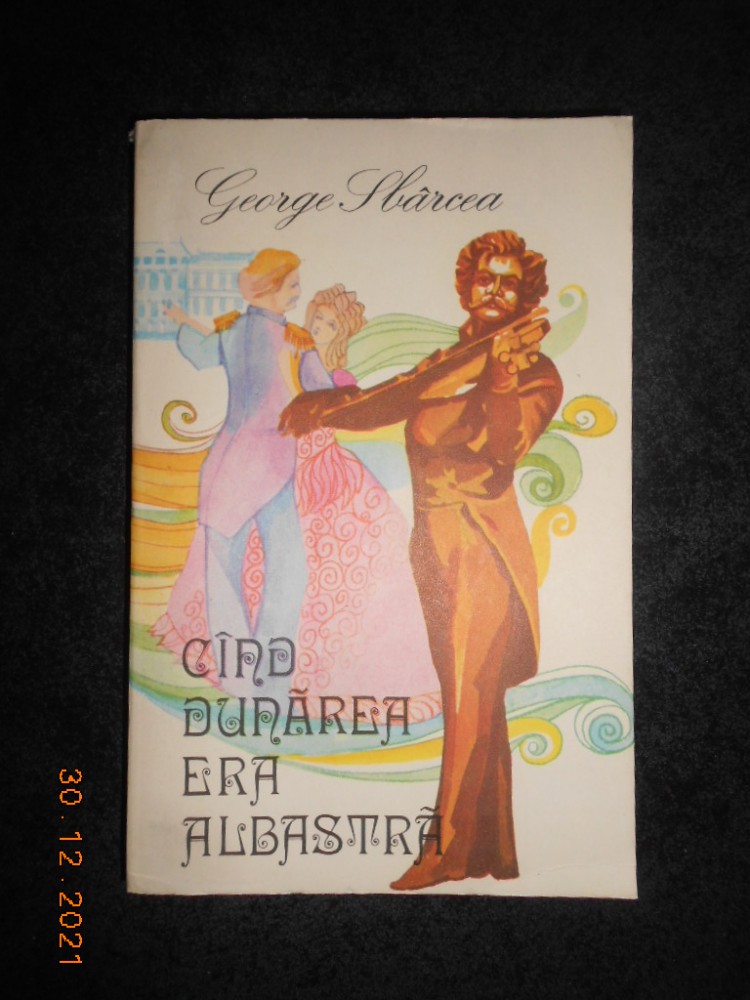 George Sbârcea
CÎND
DUNĂREA
ERA
ALBASTRĂ
30.12.2021